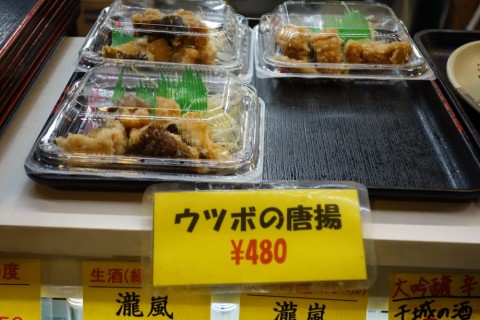 ウツボの唐揚
¥480
生酒
瀧嵐
瀧嵐
大吟醸 辛
千城の酒